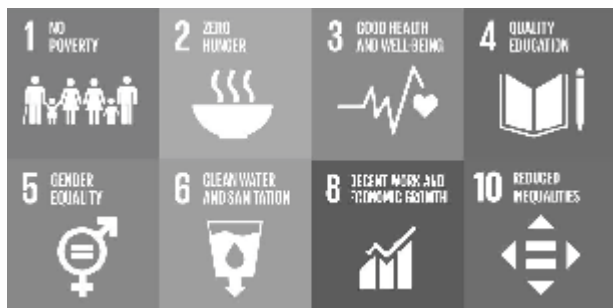 1 NO
POVERTY
2 ZERO
HUNGER
3 GOOD HEALTH
AND WELL-BEING
4 QUALITY
EDUCATION
5 GENDER
EQUALITY
6 CLEAN WATER
AND SANITATION
8 DECENT WORK AND
ECONOMIC GROWTH
10 REDUCED
INEQUALITIES